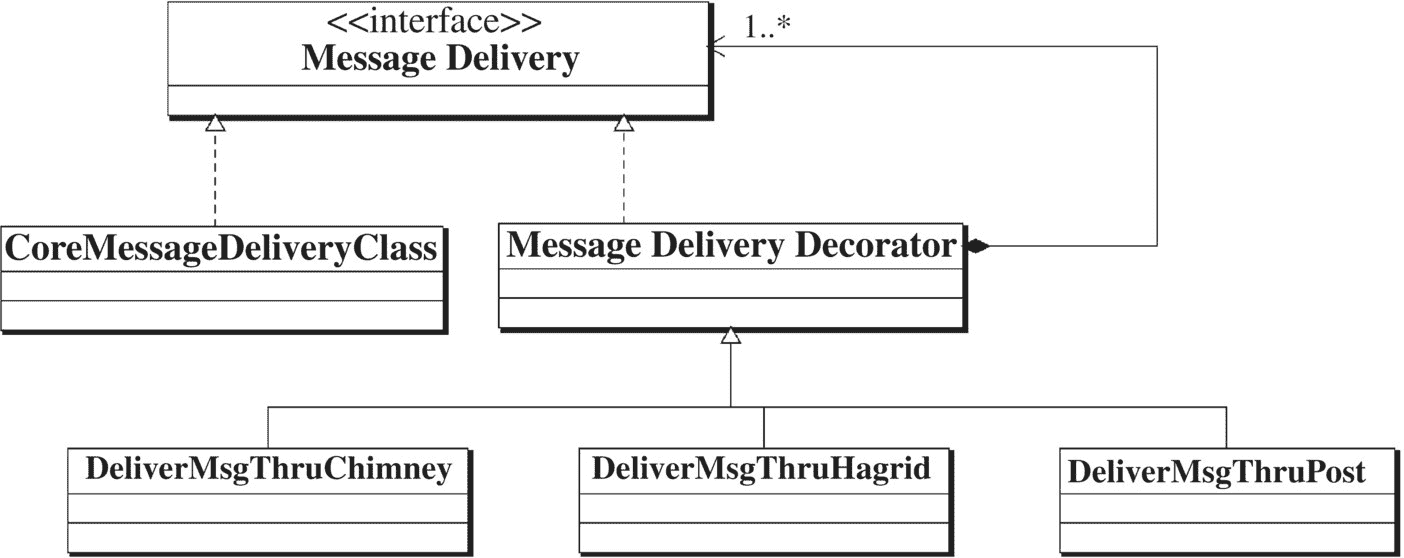 <<interface>>
Message Delivery
1..*
CoreMessageDeliveryClass
Message Delivery Decorator
DeliverMsgThruChimney
DeliverMsgThruHagrid
DeliverMsgThruPost